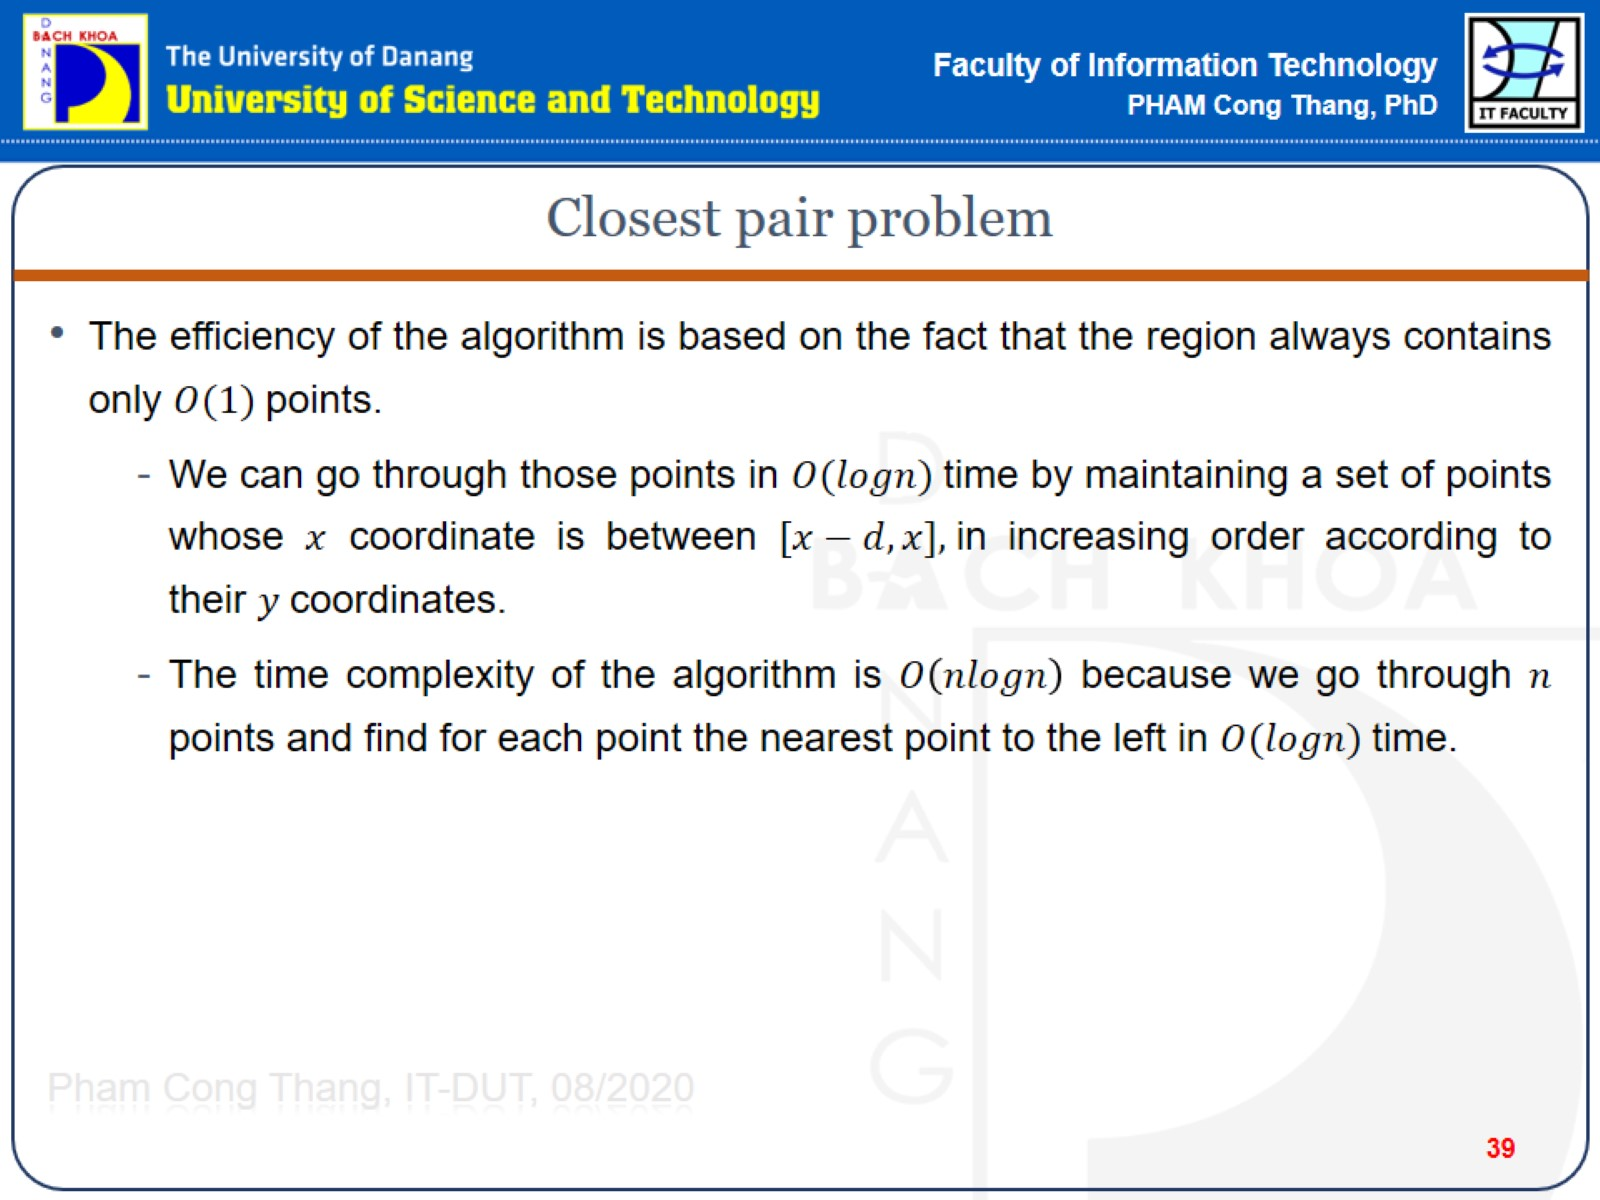 D
BACH KHOA
N
A
N
G
The University of Danang
University of Science and Technology
Faculty of Information Technology
PHAM Cong Thang, PhD
IT FACULTY
Closest pair problem
• The efficiency of the algorithm is based on the fact that the region always contains
only O(1) points.
- We can go through those points in O(logn) time by maintaining a set of points
whose x coordinate is between [x − d, x], in increasing order according to
their y coordinates.
- The time complexity of the algorithm is O(nlogn) because we go through n
points and find for each point the nearest point to the left in O(logn) time.
D
BACH KHOA
N
A
N
G
Pham Cong Thang, IT-DUT, 08/2020
39